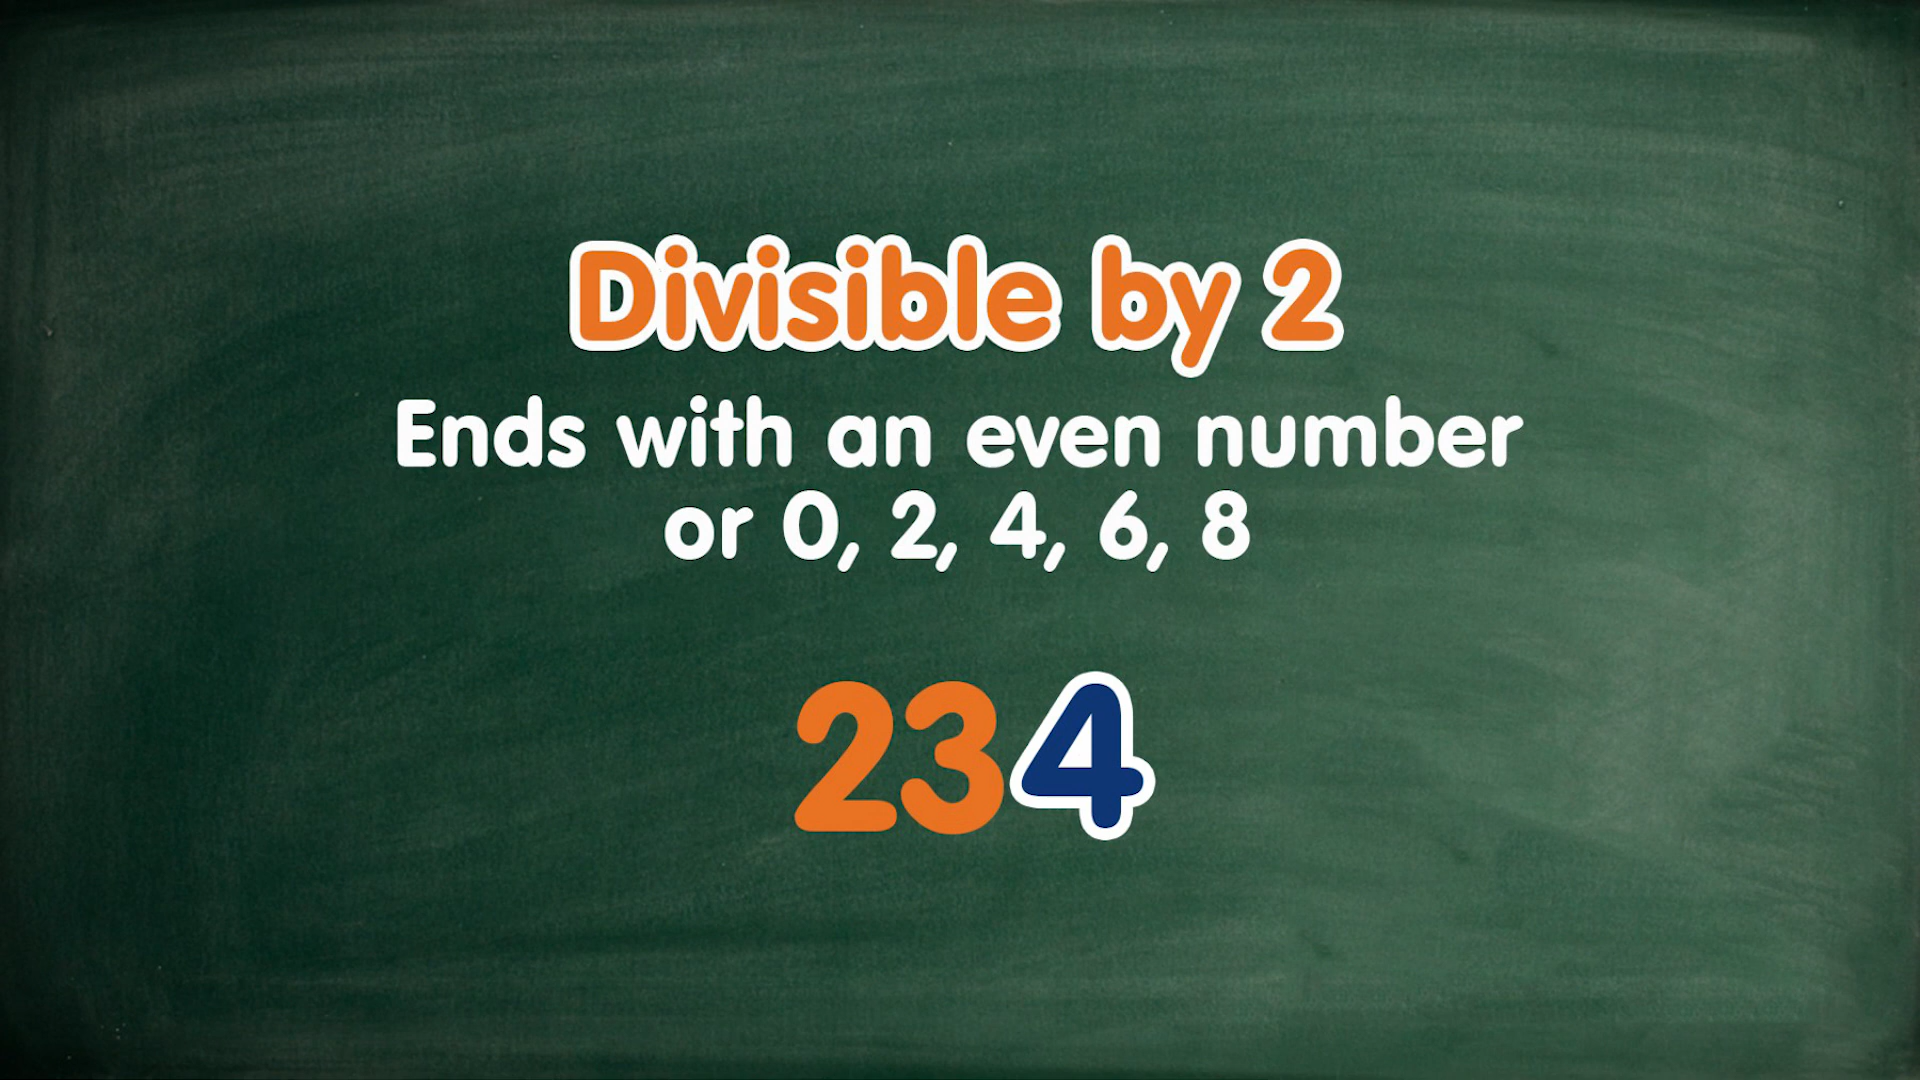 Divisible by 2
Ends with an even number
or 0, 2, 4, 6, 8
234